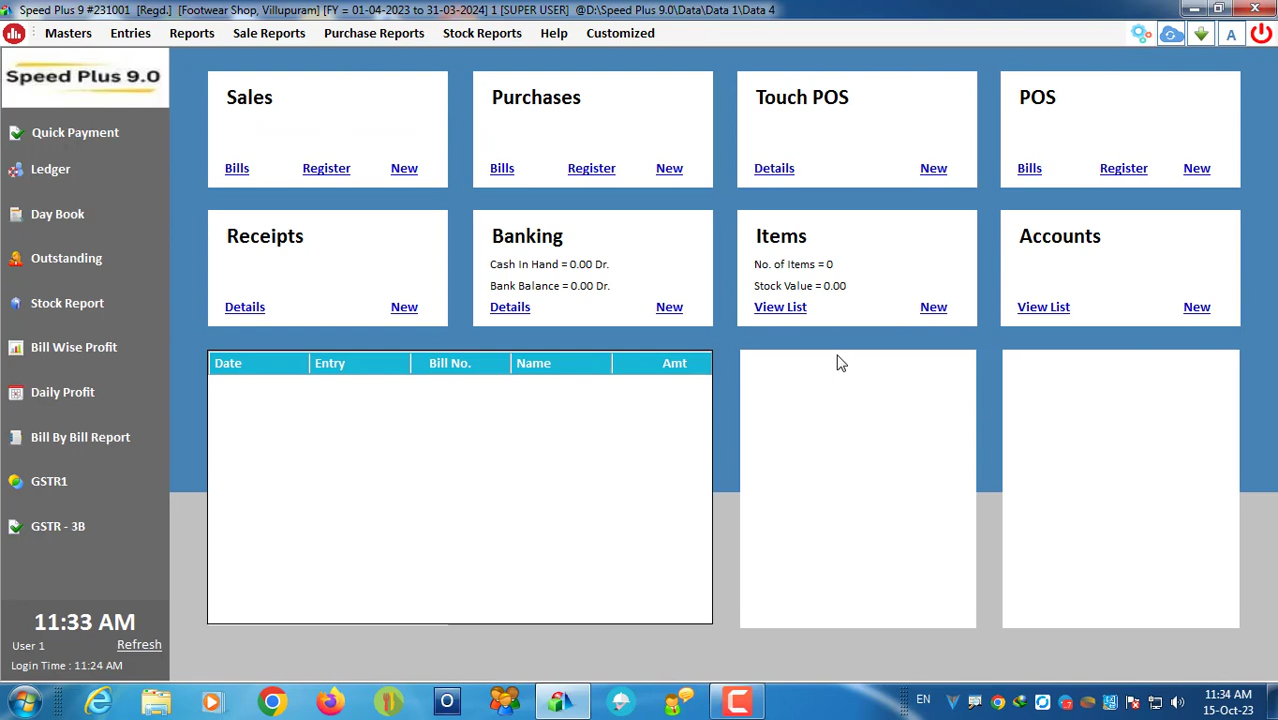 Speed Plus 9 #231001 [Regd.] [Footwear Shop, Villupuram] [FY = 01-04-2023 to 31-03-2024] 1 [SUPER USER] @D:\Speed Plus 9.0\Data\Data 1\Data 4
Masters Entries Reports Sale Reports Purchase Reports Stock Reports Help Customized A
Speed Plus 9.0
Quick Payment
Ledger
Day Book
Outstanding
Stock Report
Bill Wise Profit
Daily Profit
Bill By Bill Report
GSTR1
GSTR - 3B
11:33 AM
User 1 Refresh
Login Time : 11:24 AM
Sales
Bills Register New
Purchases
Bills Register New
Touch POS
Details New
POS
Bills Register New
Receipts
Details New
Banking
Cash In Hand = 0.00 Dr.
Bank Balance = 0.00 Dr.
Details New
Items
No. of Items = 0
Stock Value = 0.00
View List New
Accounts
View List New
Date Entry Bill No. Name Amt
EN
11:34 AM
15-Oct-23